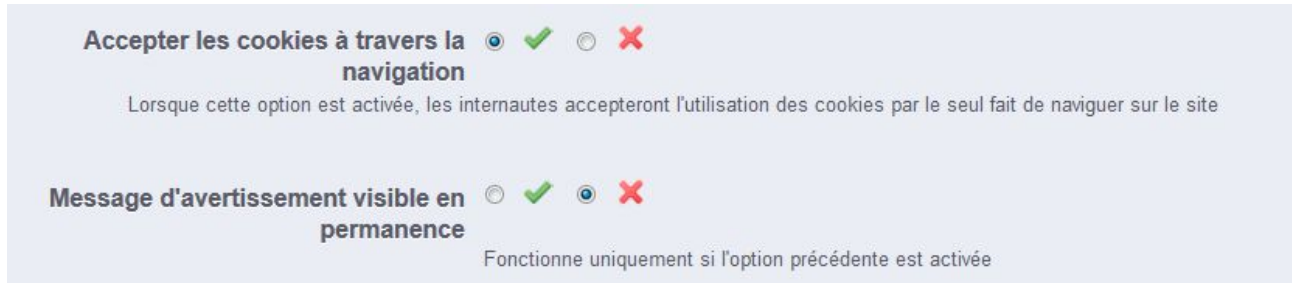 Accepter les cookies à travers la
navigation
Lorsque cette option est activée, les internautes accepteront l'utilisation des cookies par le seul fait de naviguer sur le site
Message d'avertissement visible en
permanence
Fonctionne uniquement si l'option précédente est activée